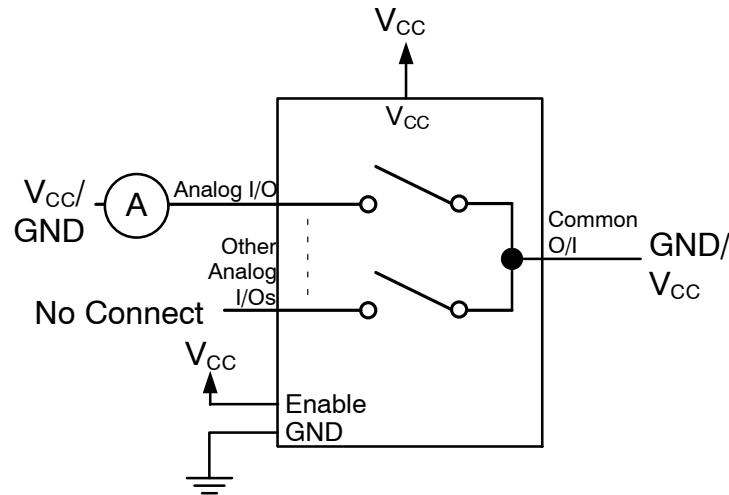 VCC
VCC
VCC/
GND
A
Analog I/O
Other
Analog
I/Os
No Connect
Common
O/I
GND/
VCC
VCC
Enable
GND